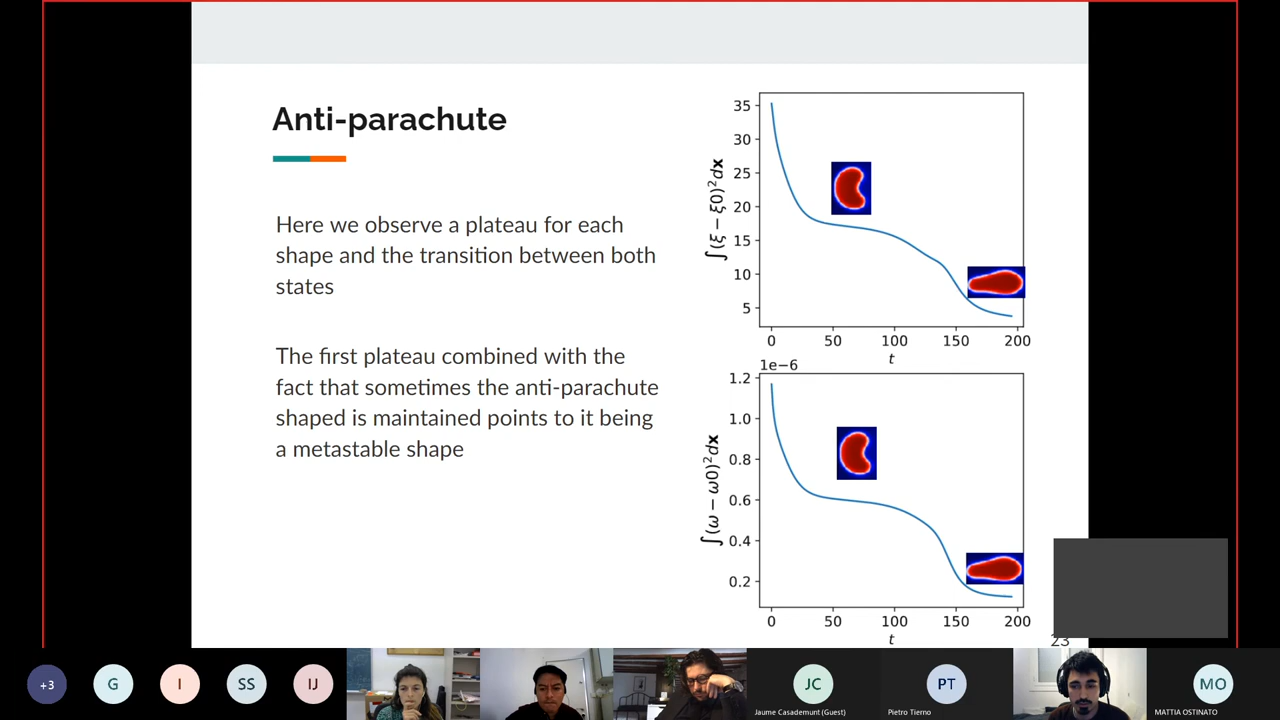 Anti-parachute
Here we observe a plateau for each
shape and the transition between both
states
The first plateau combined with the
fact that sometimes the anti-parachute
shaped is maintained points to it being
a metastable shape
∫(ξ − ξ0)²dx
35
30
25
20
15
10
5
0 50 100 150 200
t
1e−6
∫(ω − ω0)²dx
1.2
1.0
0.8
0.6
0.4
0.2
0 50 100 150 200
t
23
+3
G
I
SS
IJ
JC
Jaume Casademunt (Guest)
PT
Pietro Tierno
MO
MATTIA OSTINATO